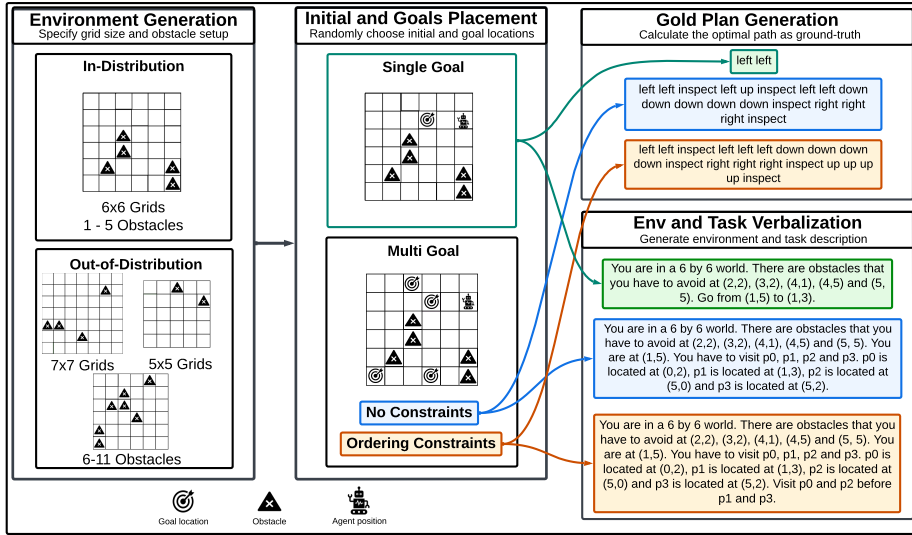 Environment Generation
Specify grid size and obstacle setup
In-Distribution
6x6 Grids
1 - 5 Obstacles
Out-of-Distribution
7x7 Grids
5x5 Grids
6-11 Obstacles
Initial and Goals Placement
Randomly choose initial and goal locations
Single Goal
Multi Goal
No Constraints
Ordering Constraints
Gold Plan Generation
Calculate the optimal path as ground-truth
left left
left left inspect left up inspect left left down
down down down down inspect right right
right inspect
left left inspect left left left down down down
down inspect right right right inspect up up up
up inspect
Env and Task Verbalization
Generate environment and task description
You are in a 6 by 6 world. There are obstacles that
you have to avoid at (2,2), (3,2), (4,1), (4,5) and (5,
5). Go from (1,5) to (1,3).
You are in a 6 by 6 world. There are obstacles that you
have to avoid at (2,2), (3,2), (4,1), (4,5) and (5, 5). You
are at (1,5). You have to visit p0, p1, p2 and p3. p0 is
located at (0,2), p1 is located at (1,3), p2 is located at
(5,0) and p3 is located at (5,2).
You are in a 6 by 6 world. There are obstacles that you
have to avoid at (2,2), (3,2), (4,1), (4,5) and (5, 5). You
are at (1,5). You have to visit p0, p1, p2 and p3. p0 is
located at (0,2), p1 is located at (1,3), p2 is located at
(5,0) and p3 is located at (5,2). Visit p0 and p2 before
p1 and p3.
Goal location
Obstacle
Agent position